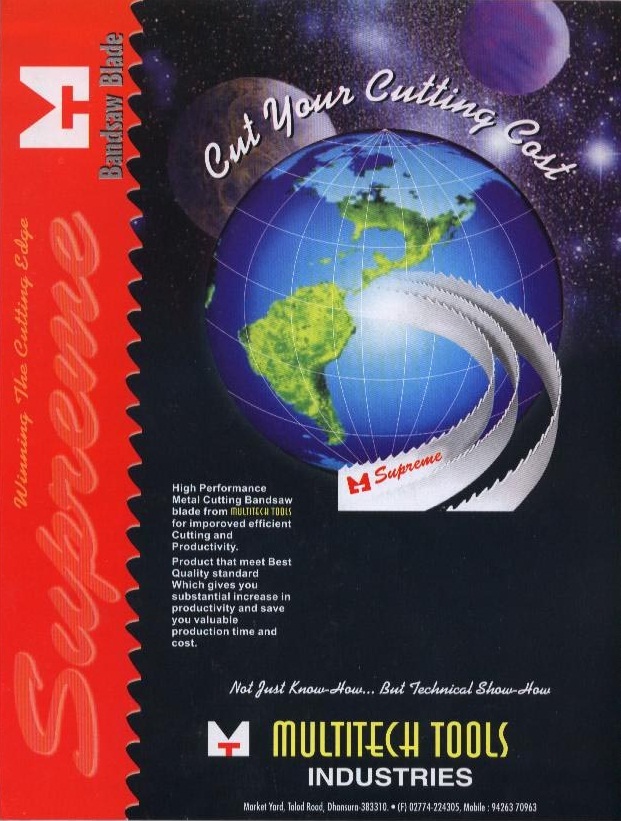 Bandsaw Blade
Winning The Cutting Edge
Supreme
Cut Your Cutting Cost
Supreme
High Performance
Metal Cutting Bandsaw
blade from MULTITECH TOOLS
for imporoved efficient
Cutting and
Productivity.
Product that meet Best
Quality standard
Which gives you
substantial increase in
productivity and save
you valuable
production time and
cost.
Not Just Know-How... But Technical Show-How
MULTITECH TOOLS
INDUSTRIES
Market Yard, Talod Road, Dhansura-383310. • (F) 02774-224305, Mobile : 94263 70963